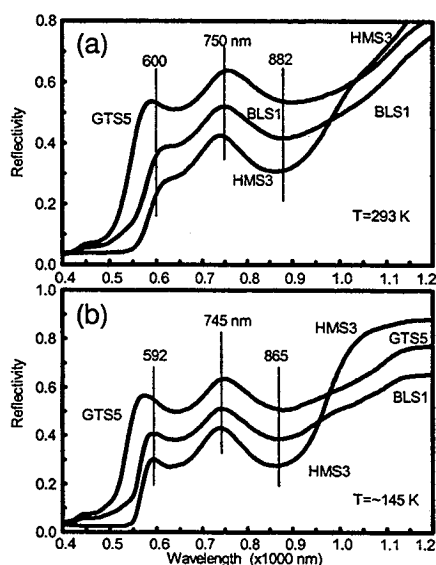 (a)
0.8
0.6
0.4
0.2
0.0
Reflectivity
600
750 nm
882
HMS3
GTS5
BLS1
BLS1
HMS3
T=293 K
0.4 0.5 0.6 0.7 0.8 0.9 1.0 1.1 1.2
(b)
1.0
0.8
0.6
0.4
0.2
0.0
Reflectivity
592
745 nm
865
HMS3
GTS5
BLS1
GTS5
HMS3
T=~145 K
0.4 0.5 0.6 0.7 0.8 0.9 1.0 1.1 1.2
Wavelength (x1000 nm)